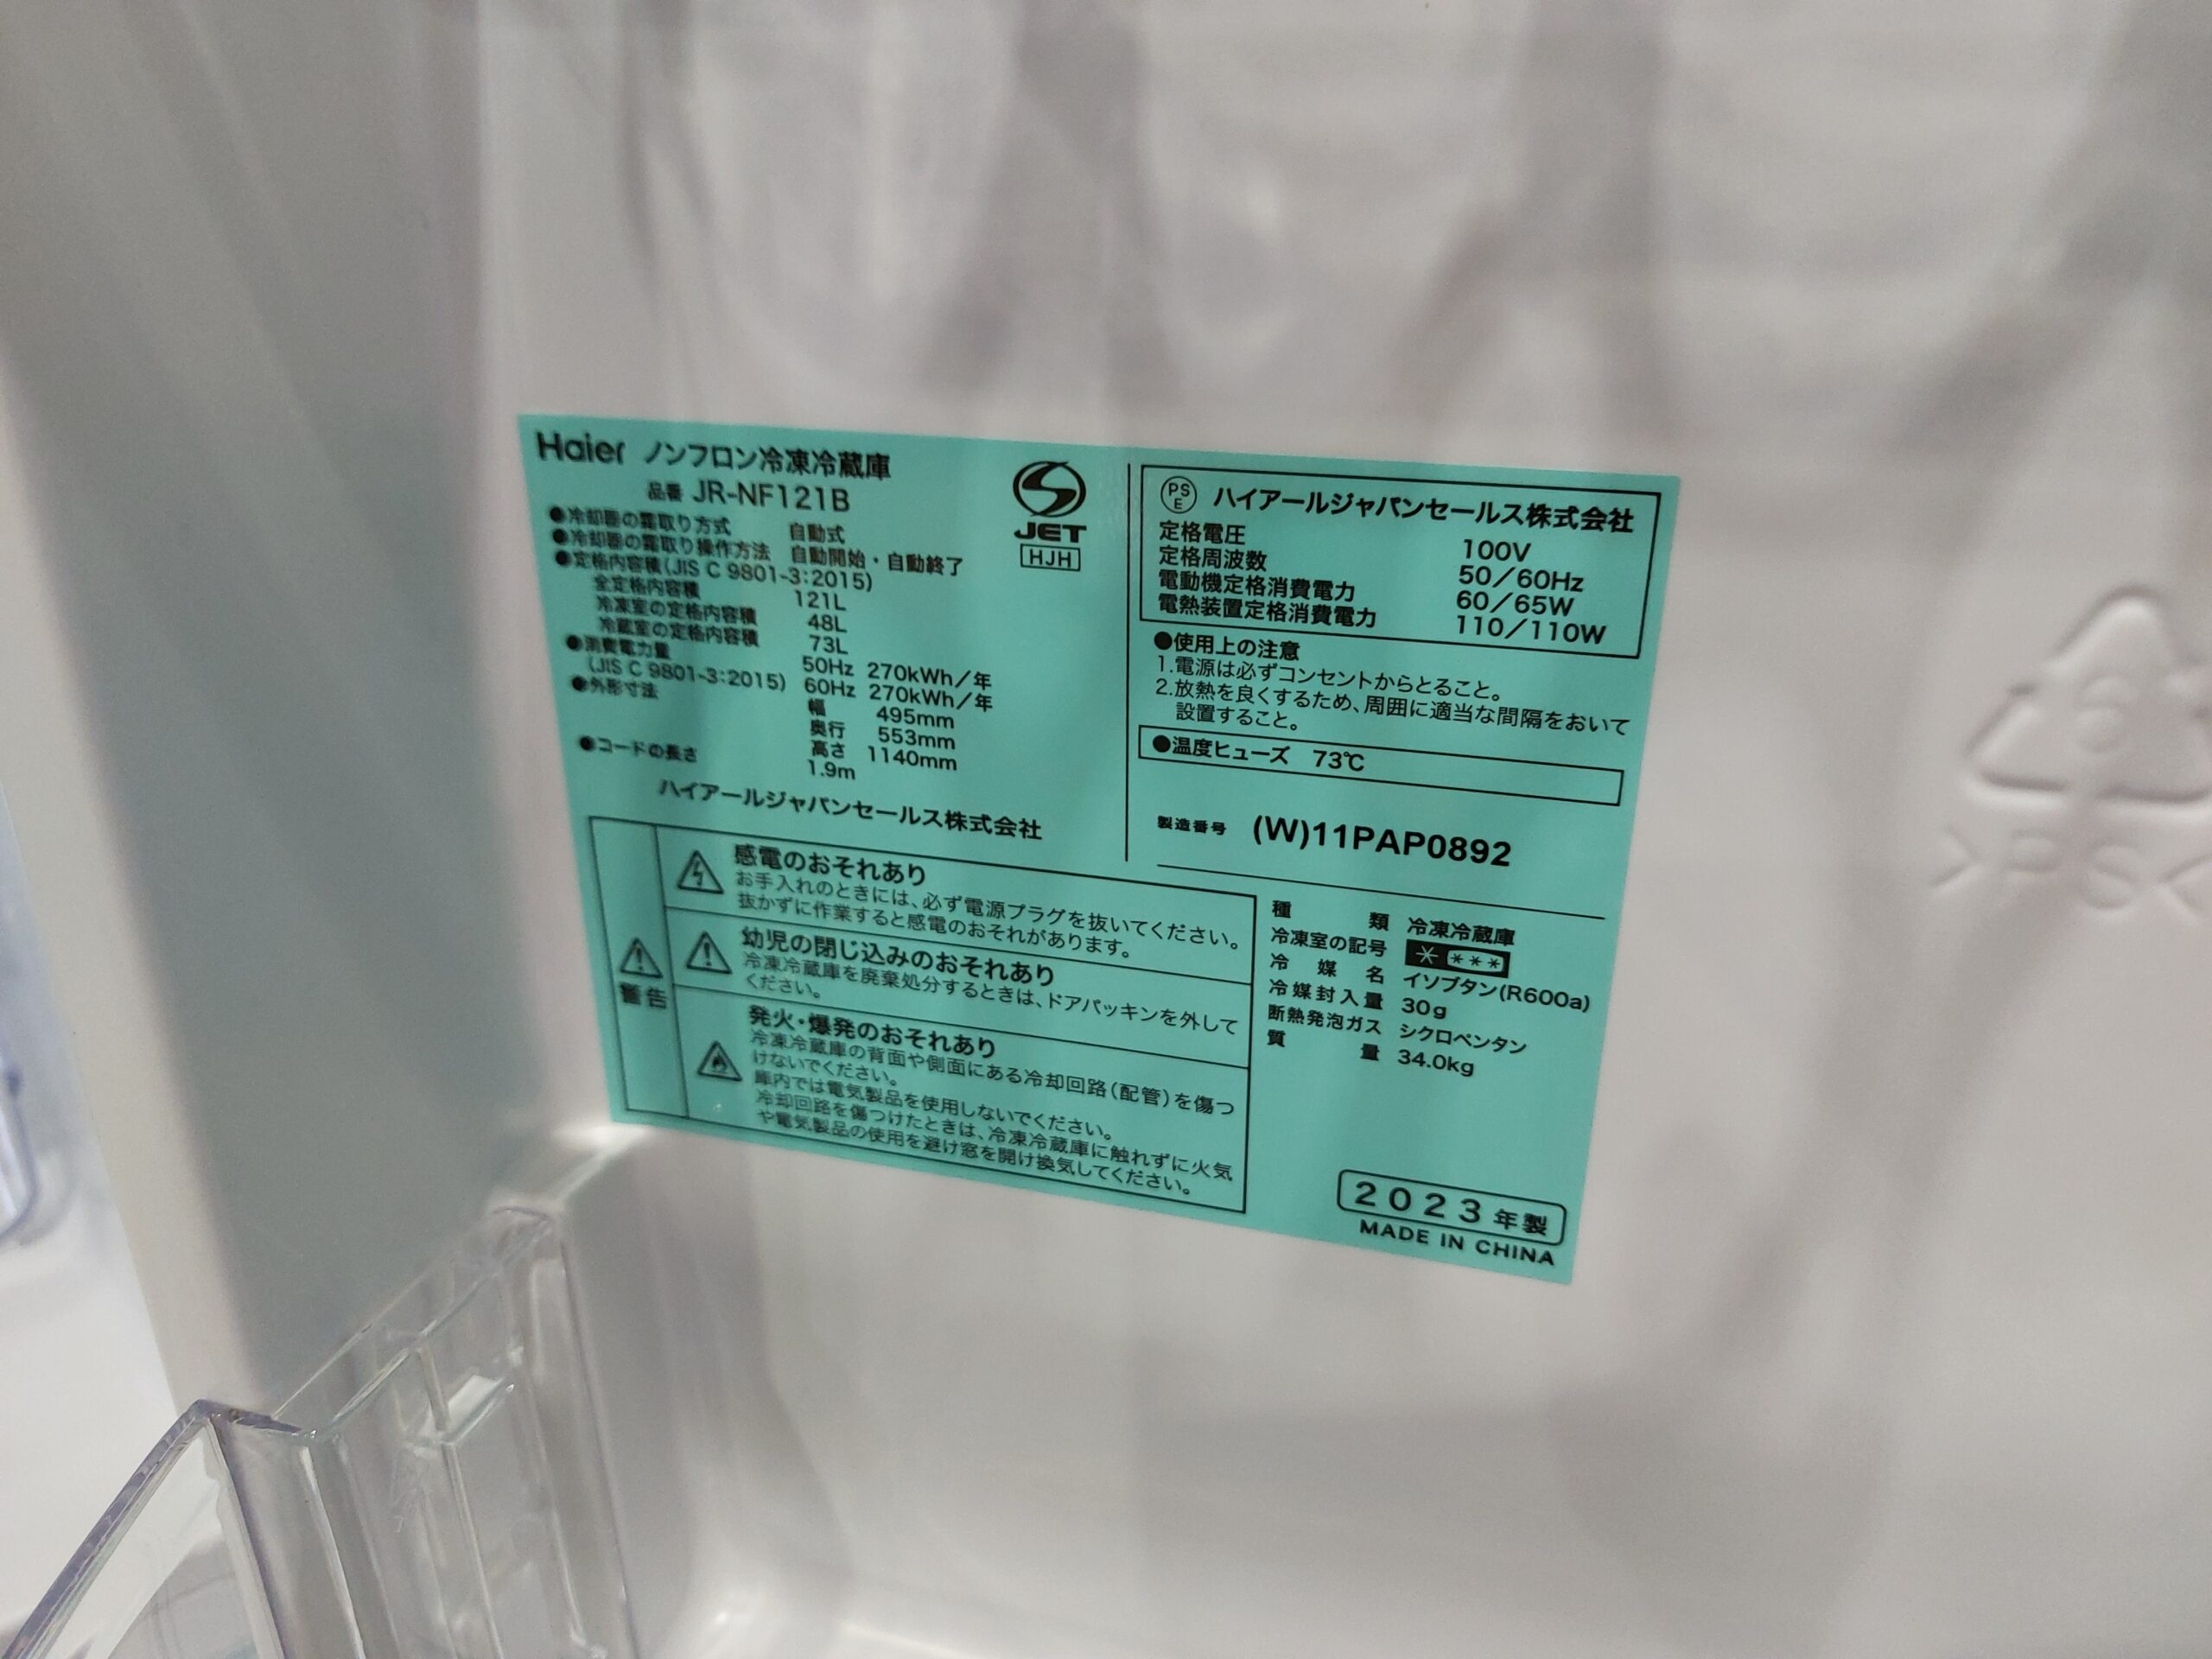 Haier ノンフロン冷凍冷蔵庫
品番 JR-NF121B
●冷却器の霜取り方式 自動式
●冷却器の霜取り操作方法 自動開始・自動終了
●定格内容積(JIS C 9801-3:2015)
全定格内容積 121L
冷凍室の定格内容積 48L
冷蔵室の定格内容積 73L
●消費電力量 50Hz 270kWh/年
(JIS C 9801-3:2015) 60Hz 270kWh/年
●外形寸法 幅 495mm
奥行 553mm
高さ 1140mm
●コードの長さ 1.9m
ハイアールジャパンセールス株式会社
JET
HJH
PSE ハイアールジャパンセールス株式会社
定格電圧 100V
定格周波数 50/60Hz
電動機定格消費電力 60/65W
電熱装置定格消費電力 110/110W
●使用上の注意
1.電源は必ずコンセントからとること。
2.放熱を良くするため、周囲に適当な間隔をおいて
設置すること。
●温度ヒューズ 73℃
製造番号 (W)11PAP0892
警告
感電のおそれあり
お手入れのときには、必ず電源プラグを抜いてください。
抜かずに作業すると感電のおそれがあります。
幼児の閉じ込みのおそれあり
冷凍冷蔵庫を廃棄処分するときは、ドアパッキンを外して
ください。
発火・爆発のおそれあり
冷凍冷蔵庫の背面や側面にある冷却回路(配管)を傷つ
けないでください。
庫内では電気製品を使用しないでください。
冷却回路を傷つけたときは、冷凍冷蔵庫に触れずに火気
や電気製品の使用を避け窓を開け換気してください。
種類 冷凍冷蔵庫
冷凍室の記号 * ***
冷媒名 イソブタン(R600a)
冷媒封入量 30g
断熱発泡ガス シクロペンタン
質量 34.0kg
2023年製
MADE IN CHINA
6
>PS<